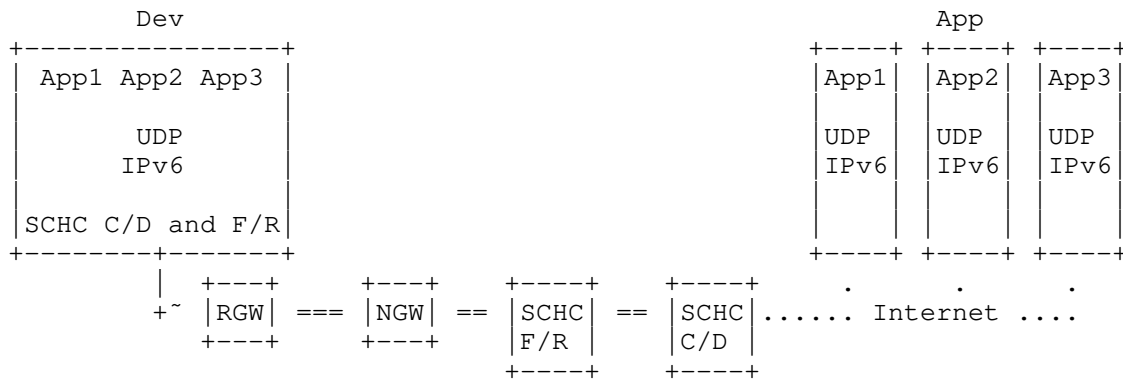 Dev App
App1 App2 App3 App1 App2 App3
UDP UDP UDP UDP
IPv6 IPv6 IPv6 IPv6
SCHC C/D and F/R
+~ RGW === NGW == SCHC == SCHC ...... Internet ....
F/R C/D